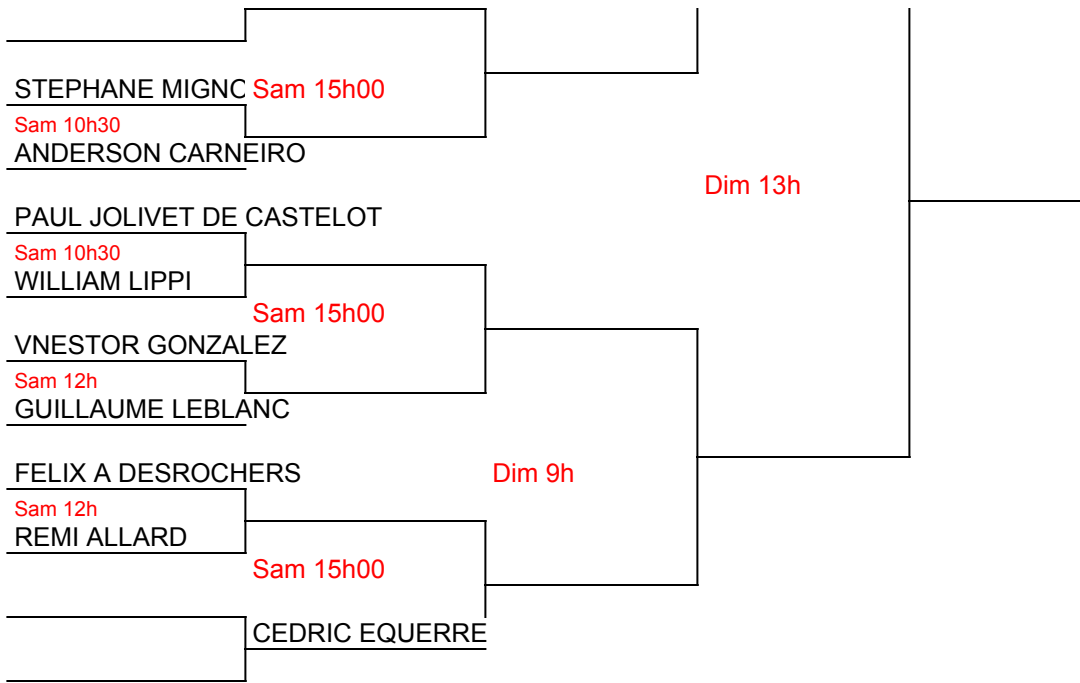 STEPHANE MIGNO
Sam 15h00
Sam 10h30
ANDERSON CARNEIRO
Dim 13h
PAUL JOLIVET DE CASTELOT
Sam 10h30
WILLIAM LIPPI
Sam 15h00
VNESTOR GONZALEZ
Sam 12h
GUILLAUME LEBLANC
FELIX A DESROCHERS
Dim 9h
Sam 12h
REMI ALLARD
Sam 15h00
CEDRIC EQUERRE